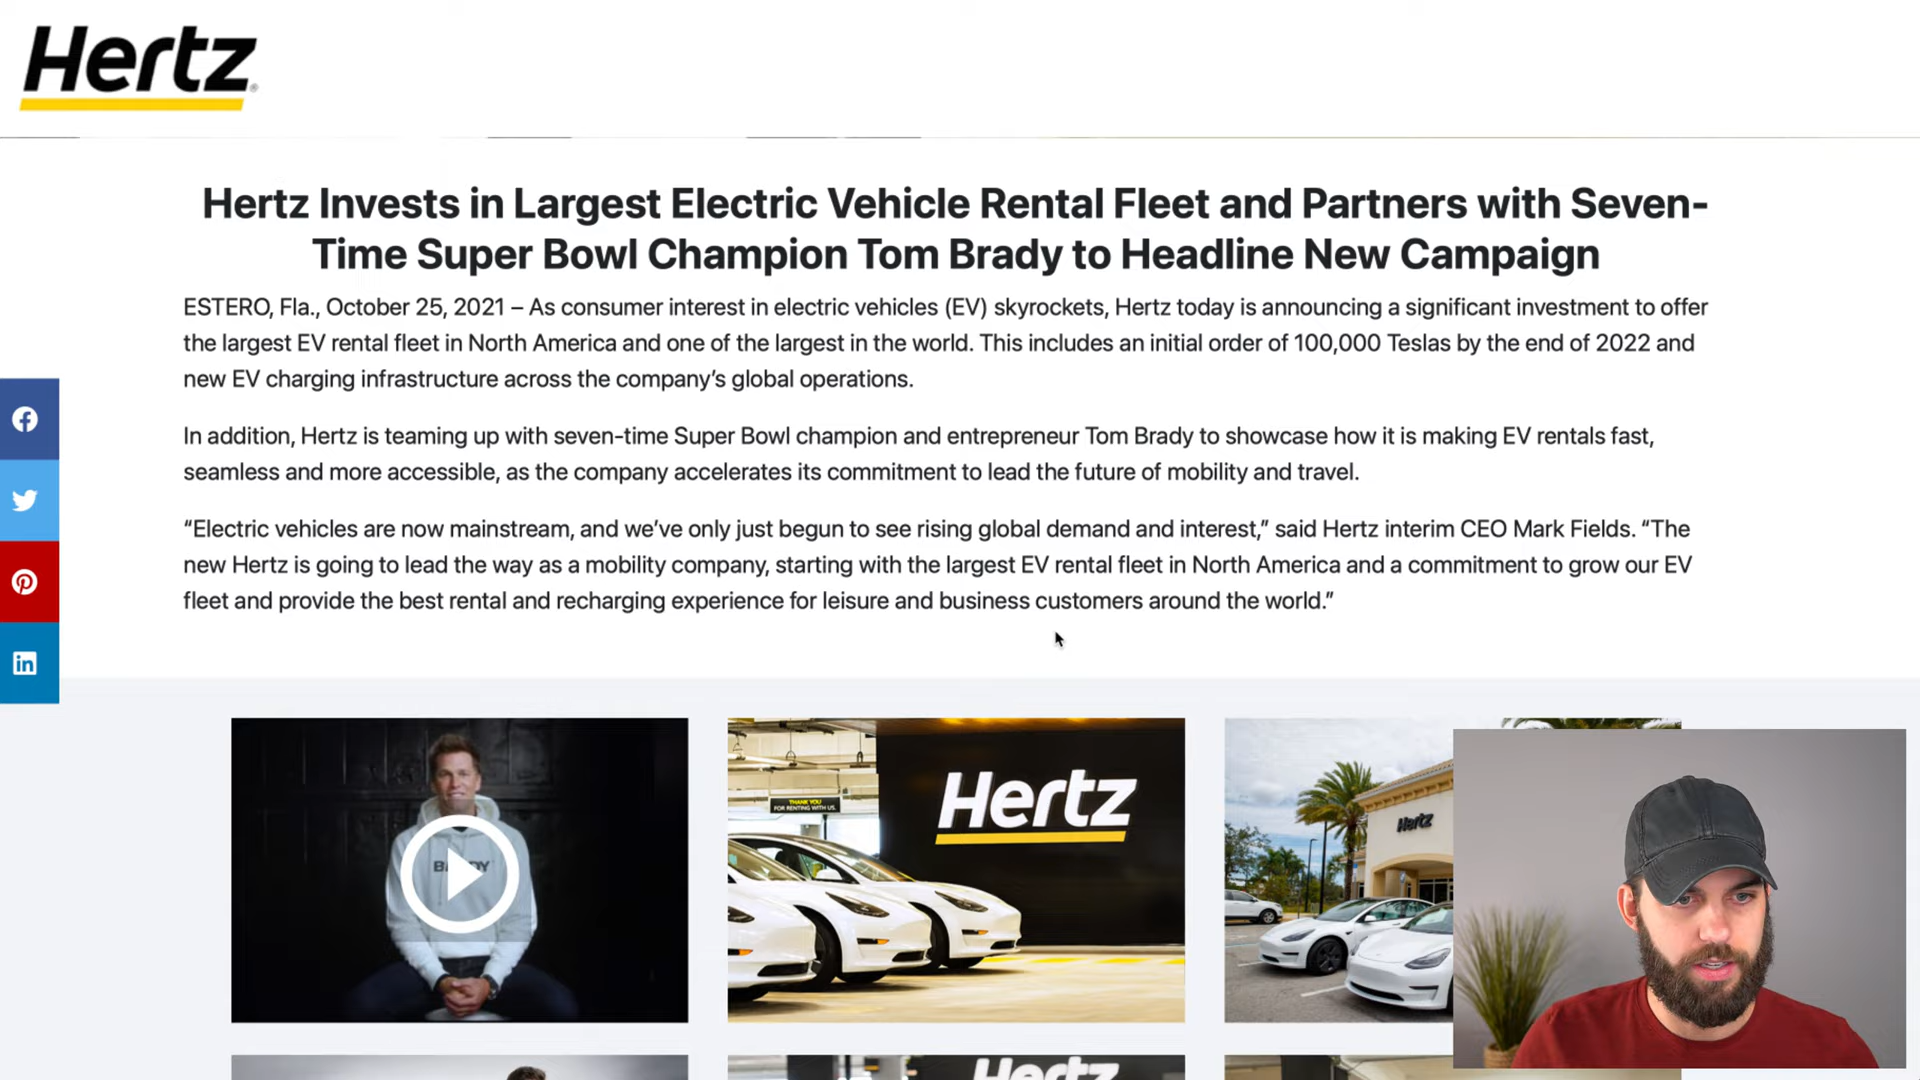 Hertz
Hertz Invests in Largest Electric Vehicle Rental Fleet and Partners with Seven-
Time Super Bowl Champion Tom Brady to Headline New Campaign
ESTERO, Fla., October 25, 2021 – As consumer interest in electric vehicles (EV) skyrockets, Hertz today is announcing a significant investment to offer
the largest EV rental fleet in North America and one of the largest in the world. This includes an initial order of 100,000 Teslas by the end of 2022 and
new EV charging infrastructure across the company’s global operations.
In addition, Hertz is teaming up with seven-time Super Bowl champion and entrepreneur Tom Brady to showcase how it is making EV rentals fast,
seamless and more accessible, as the company accelerates its commitment to lead the future of mobility and travel.
“Electric vehicles are now mainstream, and we’ve only just begun to see rising global demand and interest,” said Hertz interim CEO Mark Fields. “The
new Hertz is going to lead the way as a mobility company, starting with the largest EV rental fleet in North America and a commitment to grow our EV
fleet and provide the best rental and recharging experience for leisure and business customers around the world.”
in
THANK YOU
FOR RENTING WITH US.
Hertz
Hertz
Hertz